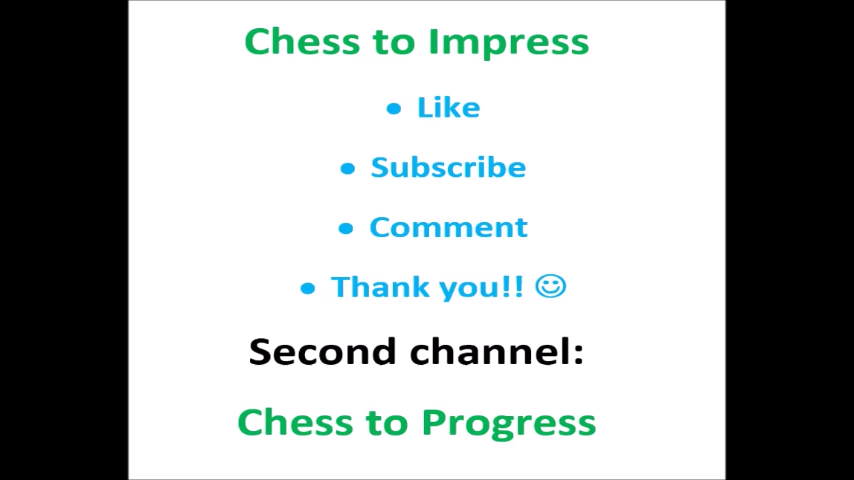 Chess to Impress
• Like
• Subscribe
• Comment
• Thank you!! ☺
Second channel:
Chess to Progress